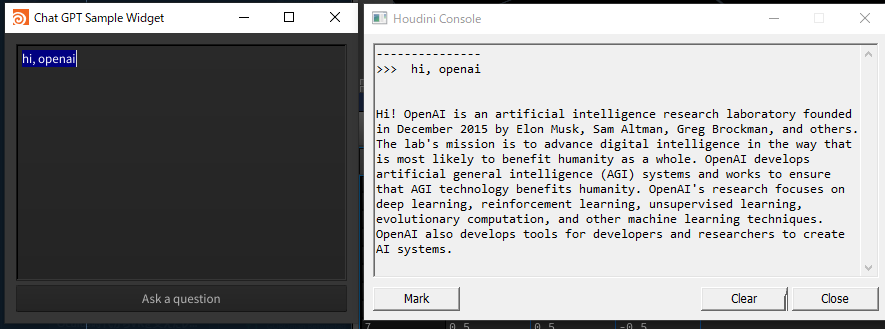 Chat GPT Sample Widget
hi, openai
Ask a question
Houdini Console
---------------
>>>  hi, openai
Hi! OpenAI is an artificial intelligence research laboratory founded
in December 2015 by Elon Musk, Sam Altman, Greg Brockman, and others.
The lab's mission is to advance digital intelligence in the way that
is most likely to benefit humanity as a whole. OpenAI develops
artificial general intelligence (AGI) systems and works to ensure
that AGI technology benefits humanity. OpenAI's research focuses on
deep learning, reinforcement learning, unsupervised learning,
evolutionary computation, and other machine learning techniques.
OpenAI also develops tools for developers and researchers to create
AI systems.
Mark
Clear
Close
7 0.5 0.5 -0.5